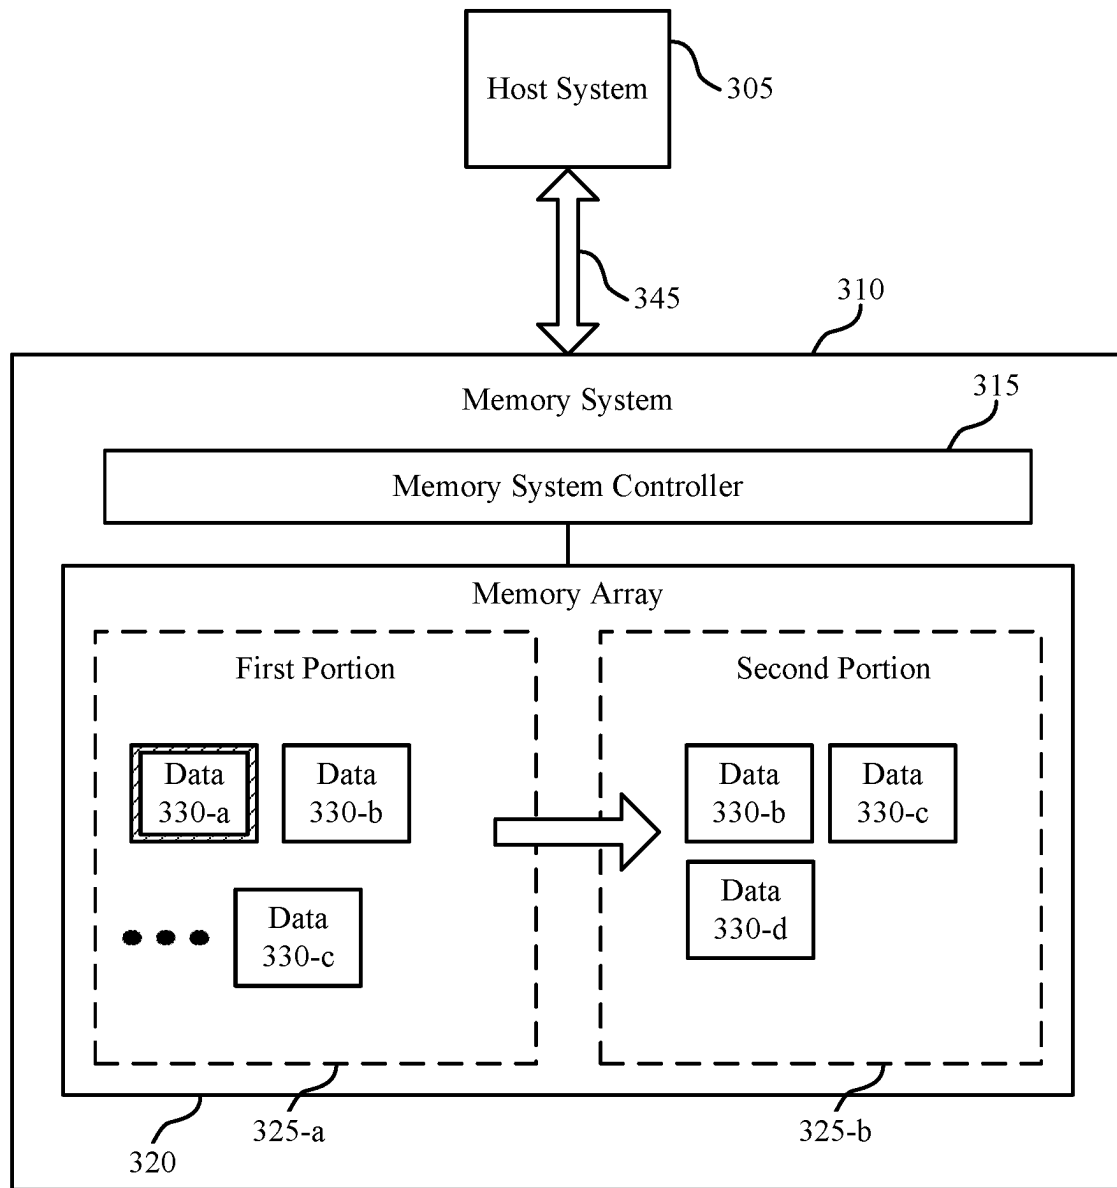 Host System
305
345
310
Memory System
315
Memory System Controller
Memory Array
First Portion
Second Portion
Data
330-a
Data
330-b
Data
330-b
Data
330-c
Data
330-d
Data
330-c
325-a
325-b
320